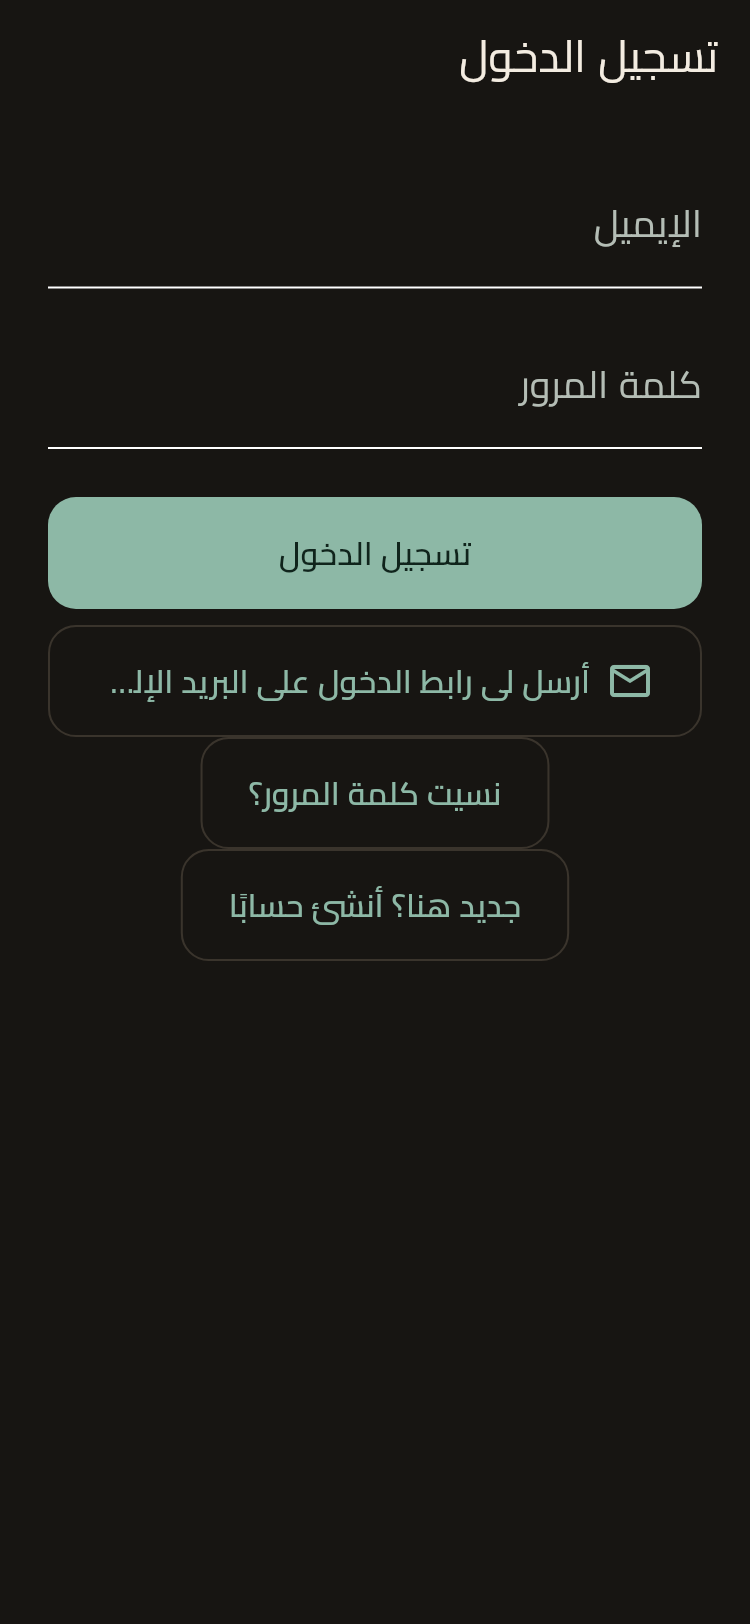 تسجيل الدخول
الإيميل
كلمة المرور
تسجيل الدخول
أرسل لى رابط الدخول على البريد الإلـ...
نسيت كلمة المرور؟
جديد هنا؟ أنشئ حسابًا